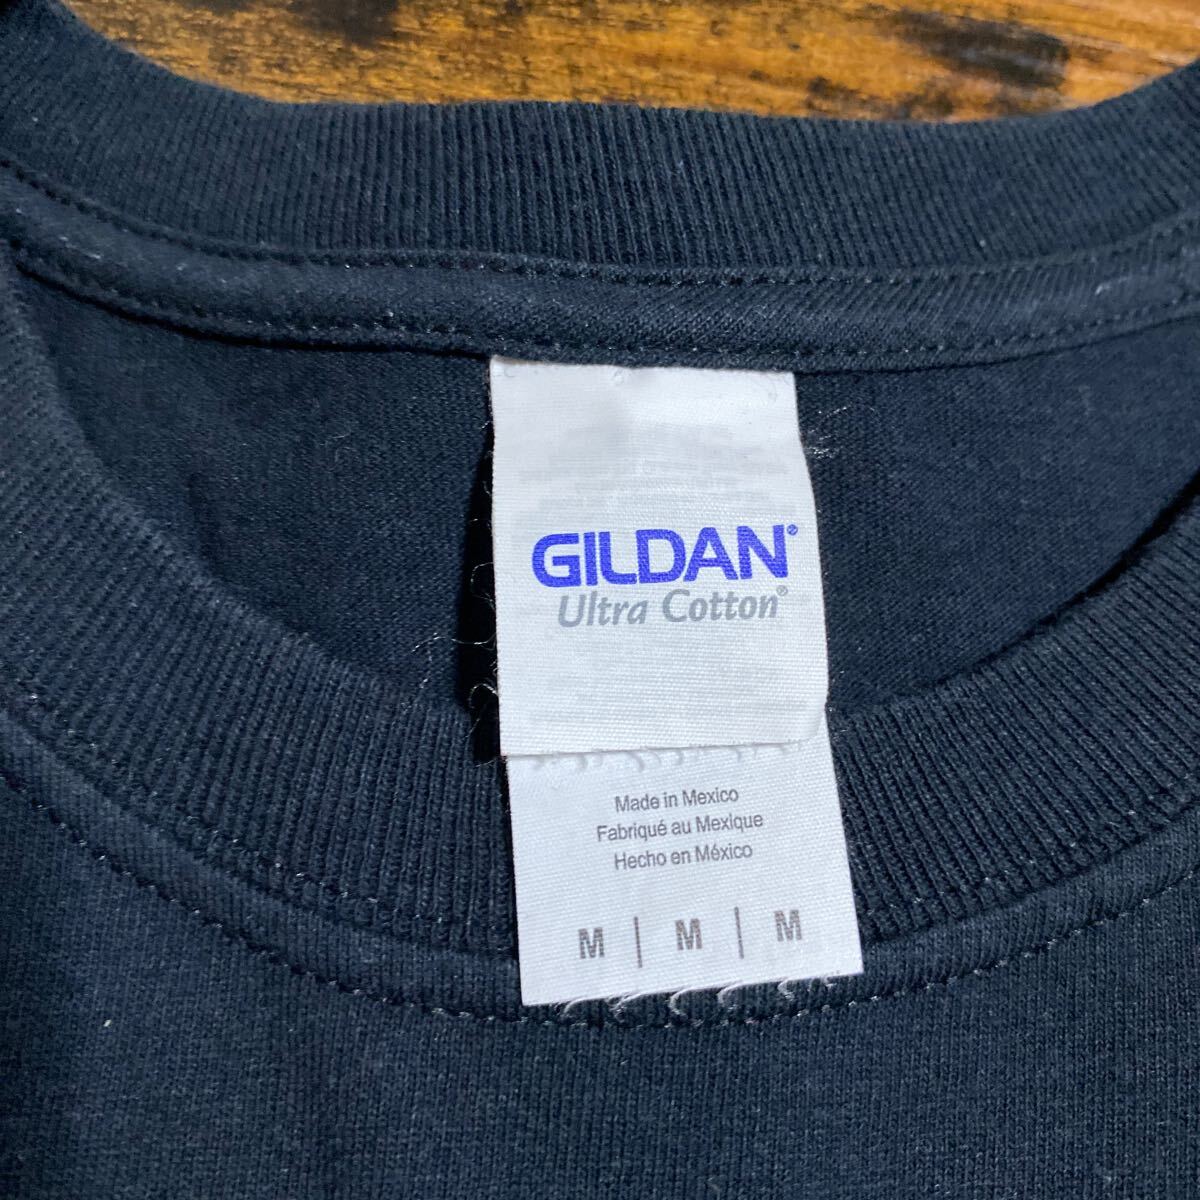 GILDAN®
Ultra Cotton®
Made in Mexico
Fabriqué au Mexique
Hecho en México
M | M | M